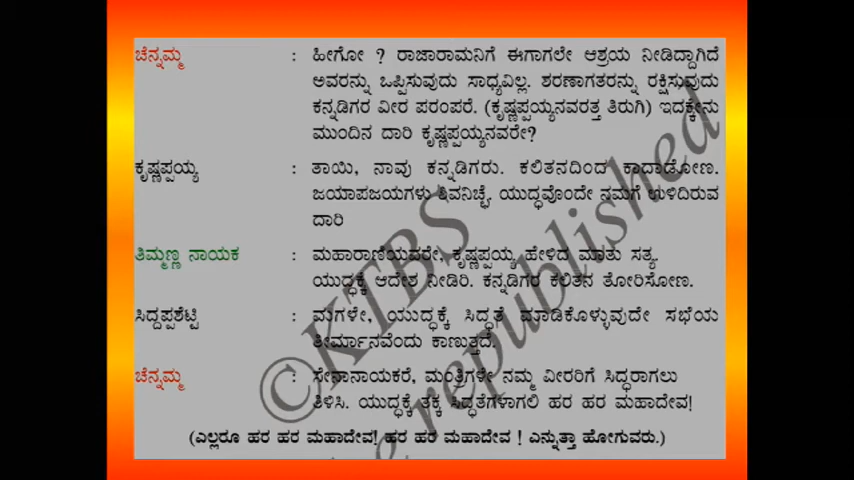 ಚೆನ್ನಮ್ಮ : ಹೀಗೋ ? ರಾಜಾರಾಮನಿಗೆ ಈಗಾಗಲೇ ಆಶ್ರಯ ನೀಡಿದ್ದಾಗಿದೆ
ಅವರನ್ನು ಒಪ್ಪಿಸುವುದು ಸಾಧ್ಯವಿಲ್ಲ. ಶರಣಾಗತರನ್ನು ರಕ್ಷಿಸುವುದು
ಕನ್ನಡಿಗರ ವೀರ ಪರಂಪರೆ. (ಕೃಷ್ಣಪ್ಪಯ್ಯನವರತ್ತ ತಿರುಗಿ) ಇದಕ್ಕೇನು
ಮುಂದಿನ ದಾರಿ ಕೃಷ್ಣಪ್ಪಯ್ಯನವರೇ?
ಕೃಷ್ಣಪ್ಪಯ್ಯ : ತಾಯಿ, ನಾವು ಕನ್ನಡಿಗರು. ಕಲಿತನದಿಂದ ಕಾದಾಡೋಣ.
ಜಯಾಪಜಯಗಳು ಶಿವನಿಚ್ಛೆ. ಯುದ್ಧವೊಂದೇ ನಮಗೆ ಉಳಿದಿರುವ
ದಾರಿ
ತಿಮ್ಮಣ್ಣ ನಾಯಕ : ಮಹಾರಾಣಿಯವರೇ, ಕೃಷ್ಣಪ್ಪಯ್ಯ ಹೇಳಿದ ಮಾತು ಸತ್ಯ.
ಯುದ್ಧಕ್ಕೆ ಆದೇಶ ನೀಡಿರಿ. ಕನ್ನಡಿಗರ ಕಲಿತನ ತೋರಿಸೋಣ.
ಸಿದ್ದಪ್ಪಶೆಟ್ಟಿ : ಮಗಳೇ, ಯುದ್ಧಕ್ಕೆ ಸಿದ್ಧತೆ ಮಾಡಿಕೊಳ್ಳುವುದೇ ಸಭೆಯ
ತೀರ್ಮಾನವೆಂದು ಕಾಣುತ್ತದೆ.
ಚೆನ್ನಮ್ಮ : ಸೇನಾನಾಯಕರೆ, ಮಂತ್ರಿಗಳೇ ನಮ್ಮ ವೀರರಿಗೆ ಸಿದ್ಧರಾಗಲು
ತಿಳಿಸಿ. ಯುದ್ಧಕ್ಕೆ ತಕ್ಕ ಸಿದ್ಧತೆಗಳಾಗಲಿ ಹರ ಹರ ಮಹಾದೇವ!
(ಎಲ್ಲರೂ ಹರ ಹರ ಮಹಾದೇವ! ಹರ ಹರ ಮಹಾದೇವ ! ಎನ್ನುತ್ತಾ ಹೋಗುವರು.)
©KTBS
republished